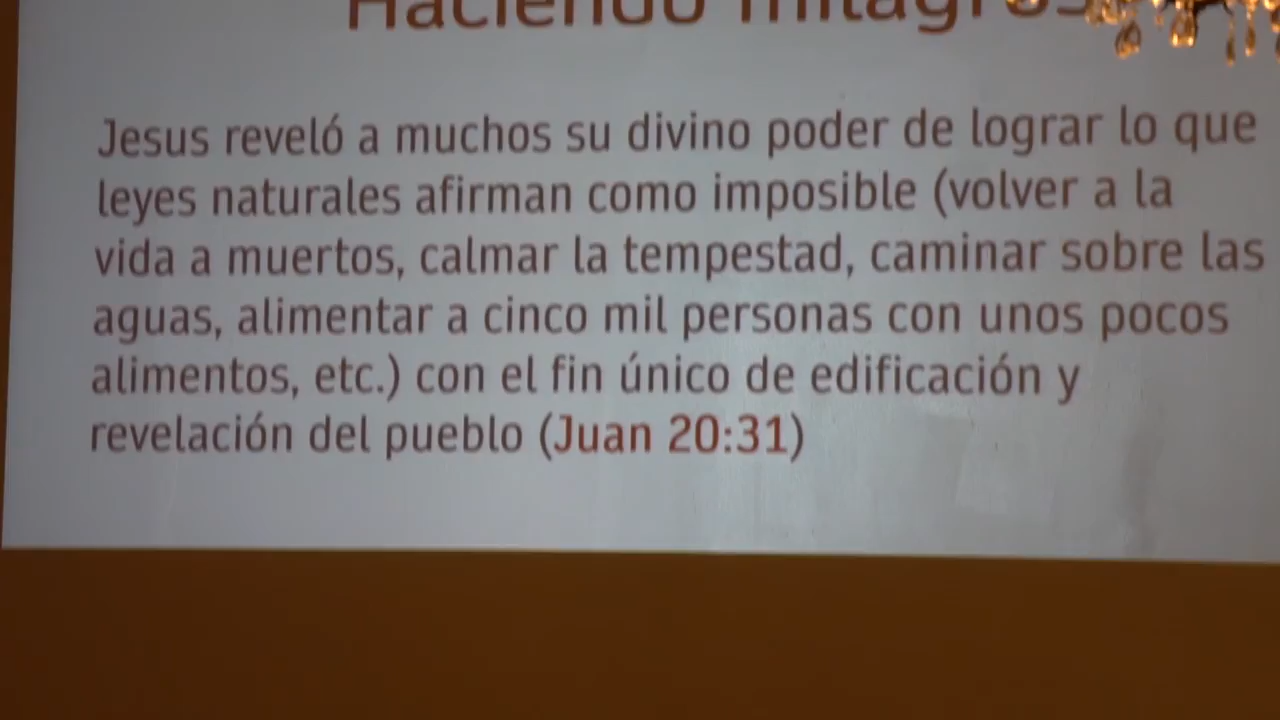 Haciendo milagros
Jesus reveló a muchos su divino poder de lograr lo que
leyes naturales afirman como imposible (volver a la
vida a muertos, calmar la tempestad, caminar sobre las
aguas, alimentar a cinco mil personas con unos pocos
alimentos, etc.) con el fin único de edificación y
revelación del pueblo (Juan 20:31)